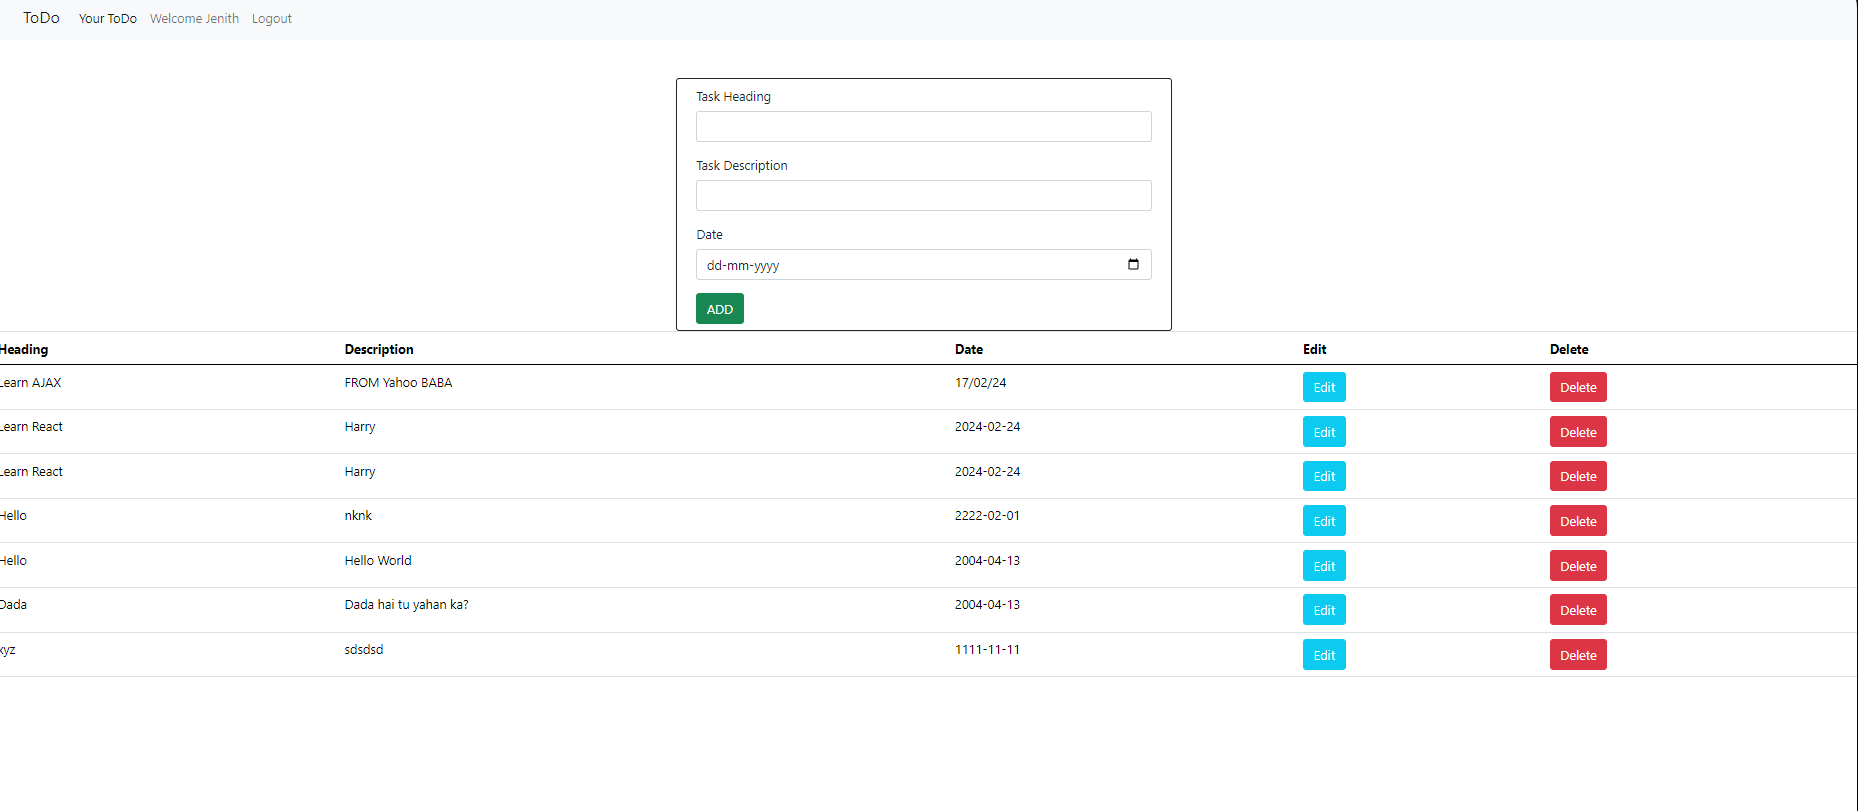 ToDo Your ToDo Welcome Jenith Logout
Task Heading
Task Description
Date
dd-mm-yyyy
ADD
Heading Description Date Edit Delete
Learn AJAX FROM Yahoo BABA 17/02/24 Edit Delete
Learn React Harry 2024-02-24 Edit Delete
Learn React Harry 2024-02-24 Edit Delete
Hello nknk 2222-02-01 Edit Delete
Hello Hello World 2004-04-13 Edit Delete
Dada Dada hai tu yahan ka? 2004-04-13 Edit Delete
xyz sdsdsd 1111-11-11 Edit Delete